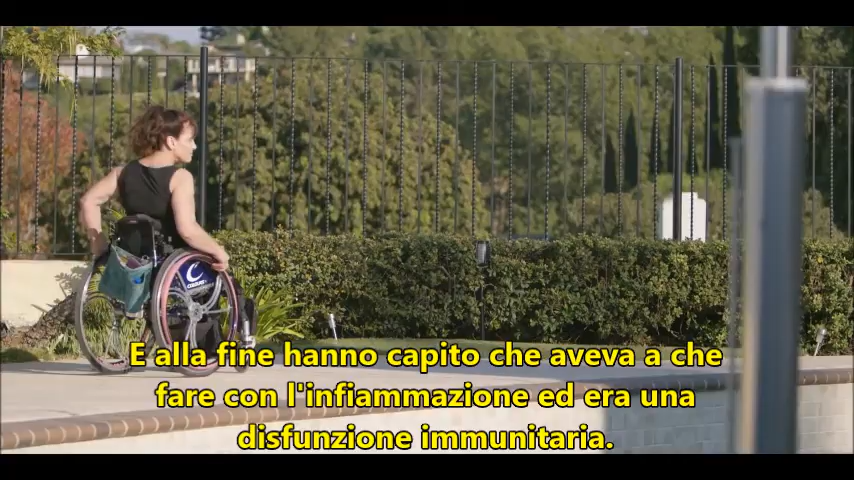 E alla fine hanno capito che aveva a che
fare con l'infiammazione ed era una
disfunzione immunitaria.